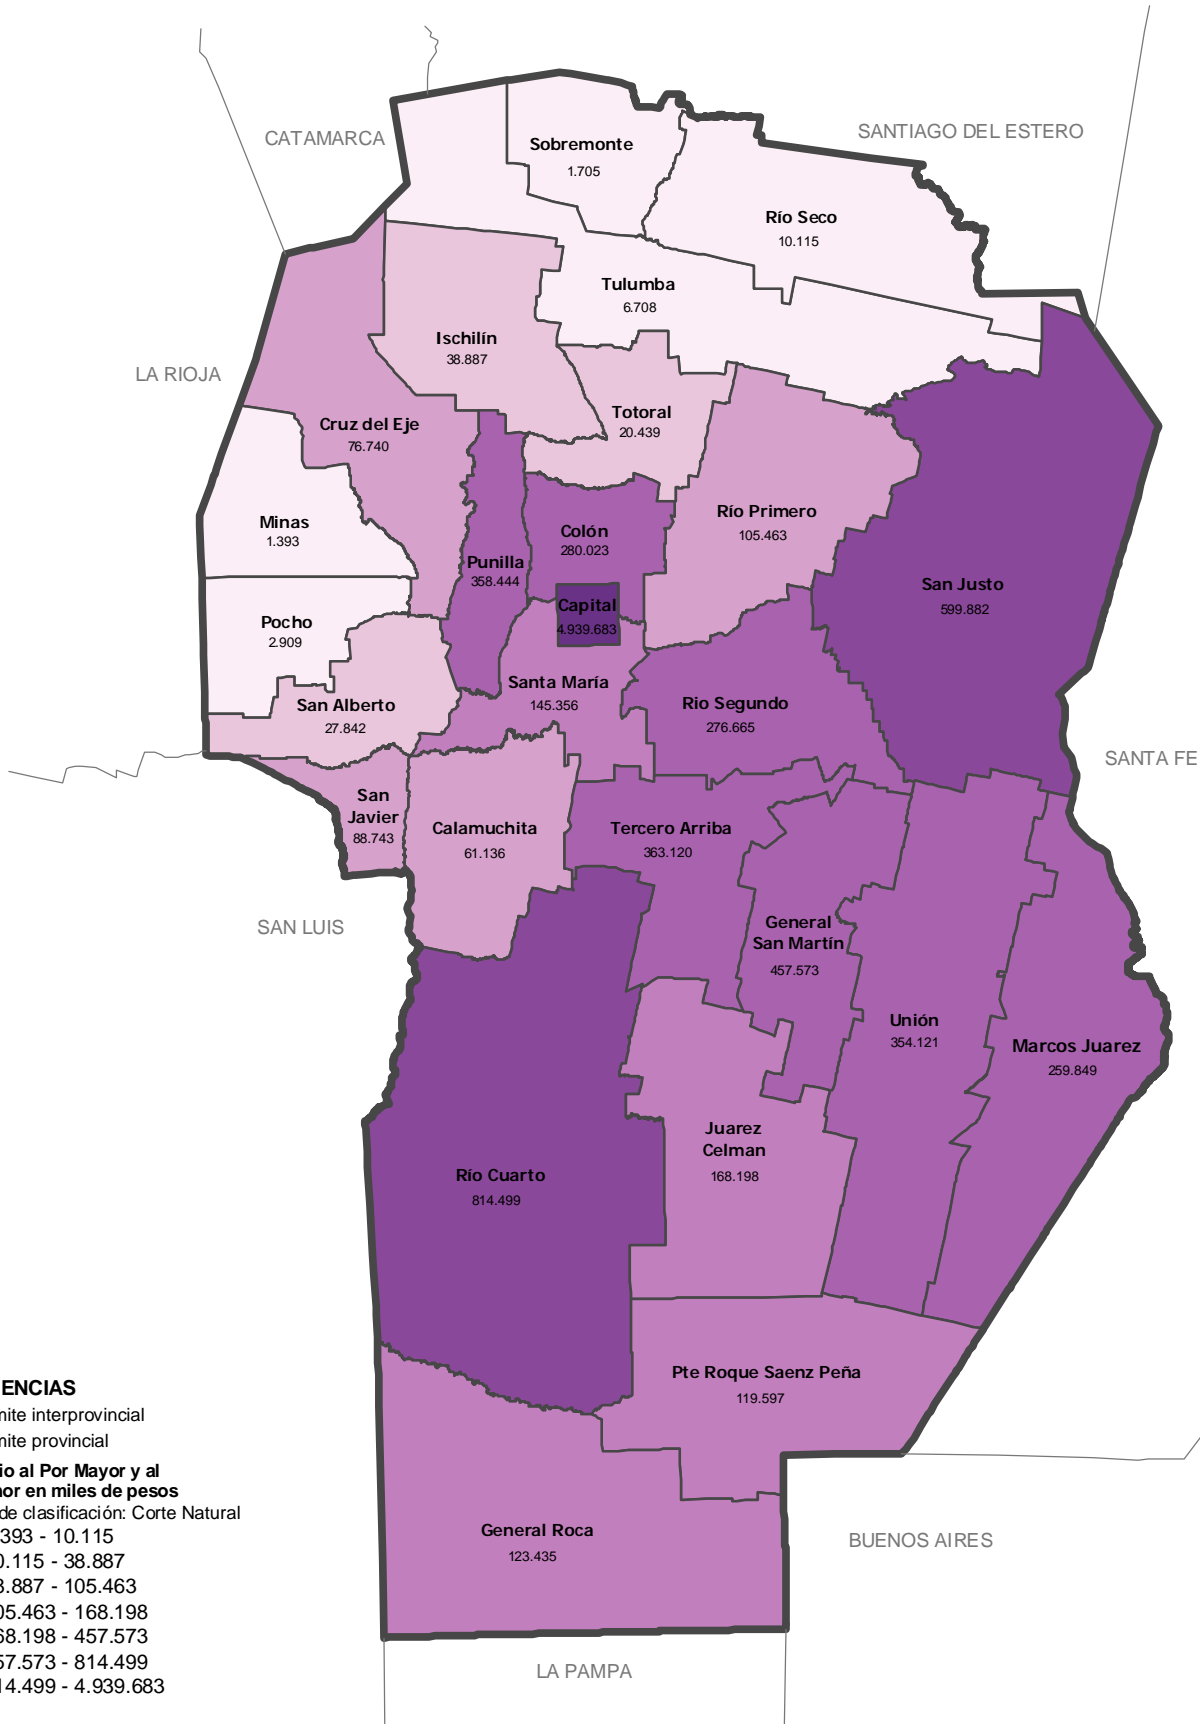 CATAMARCA
SANTIAGO DEL ESTERO
Sobremonte
1.705
Río Seco
10.115
Tulumba
6.708
Ischilín
38.887
LA RIOJA
Totoral
20.439
Cruz del Eje
76.740
Minas
1.393
Río Primero
105.463
Colón
280.023
Punilla
358.444
San Justo
599.882
Capital
4.939.683
Pocho
2.909
Santa María
145.356
San Alberto
27.842
Rio Segundo
276.665
SANTA FE
San
Javier
88.743
Calamuchita
61.136
Tercero Arriba
363.120
SAN LUIS
General
San Martín
457.573
Unión
354.121
Marcos Juarez
259.849
Juarez
Celman
168.198
Río Cuarto
814.499
Pte Roque Saenz Peña
119.597
General Roca
123.435
BUENOS AIRES
LA PAMPA
ENCIAS
mite interprovincial
mite provincial
io al Por Mayor y al
nor en miles de pesos
de clasificación: Corte Natural
393 - 10.115
0.115 - 38.887
8.887 - 105.463
05.463 - 168.198
68.198 - 457.573
57.573 - 814.499
14.499 - 4.939.683